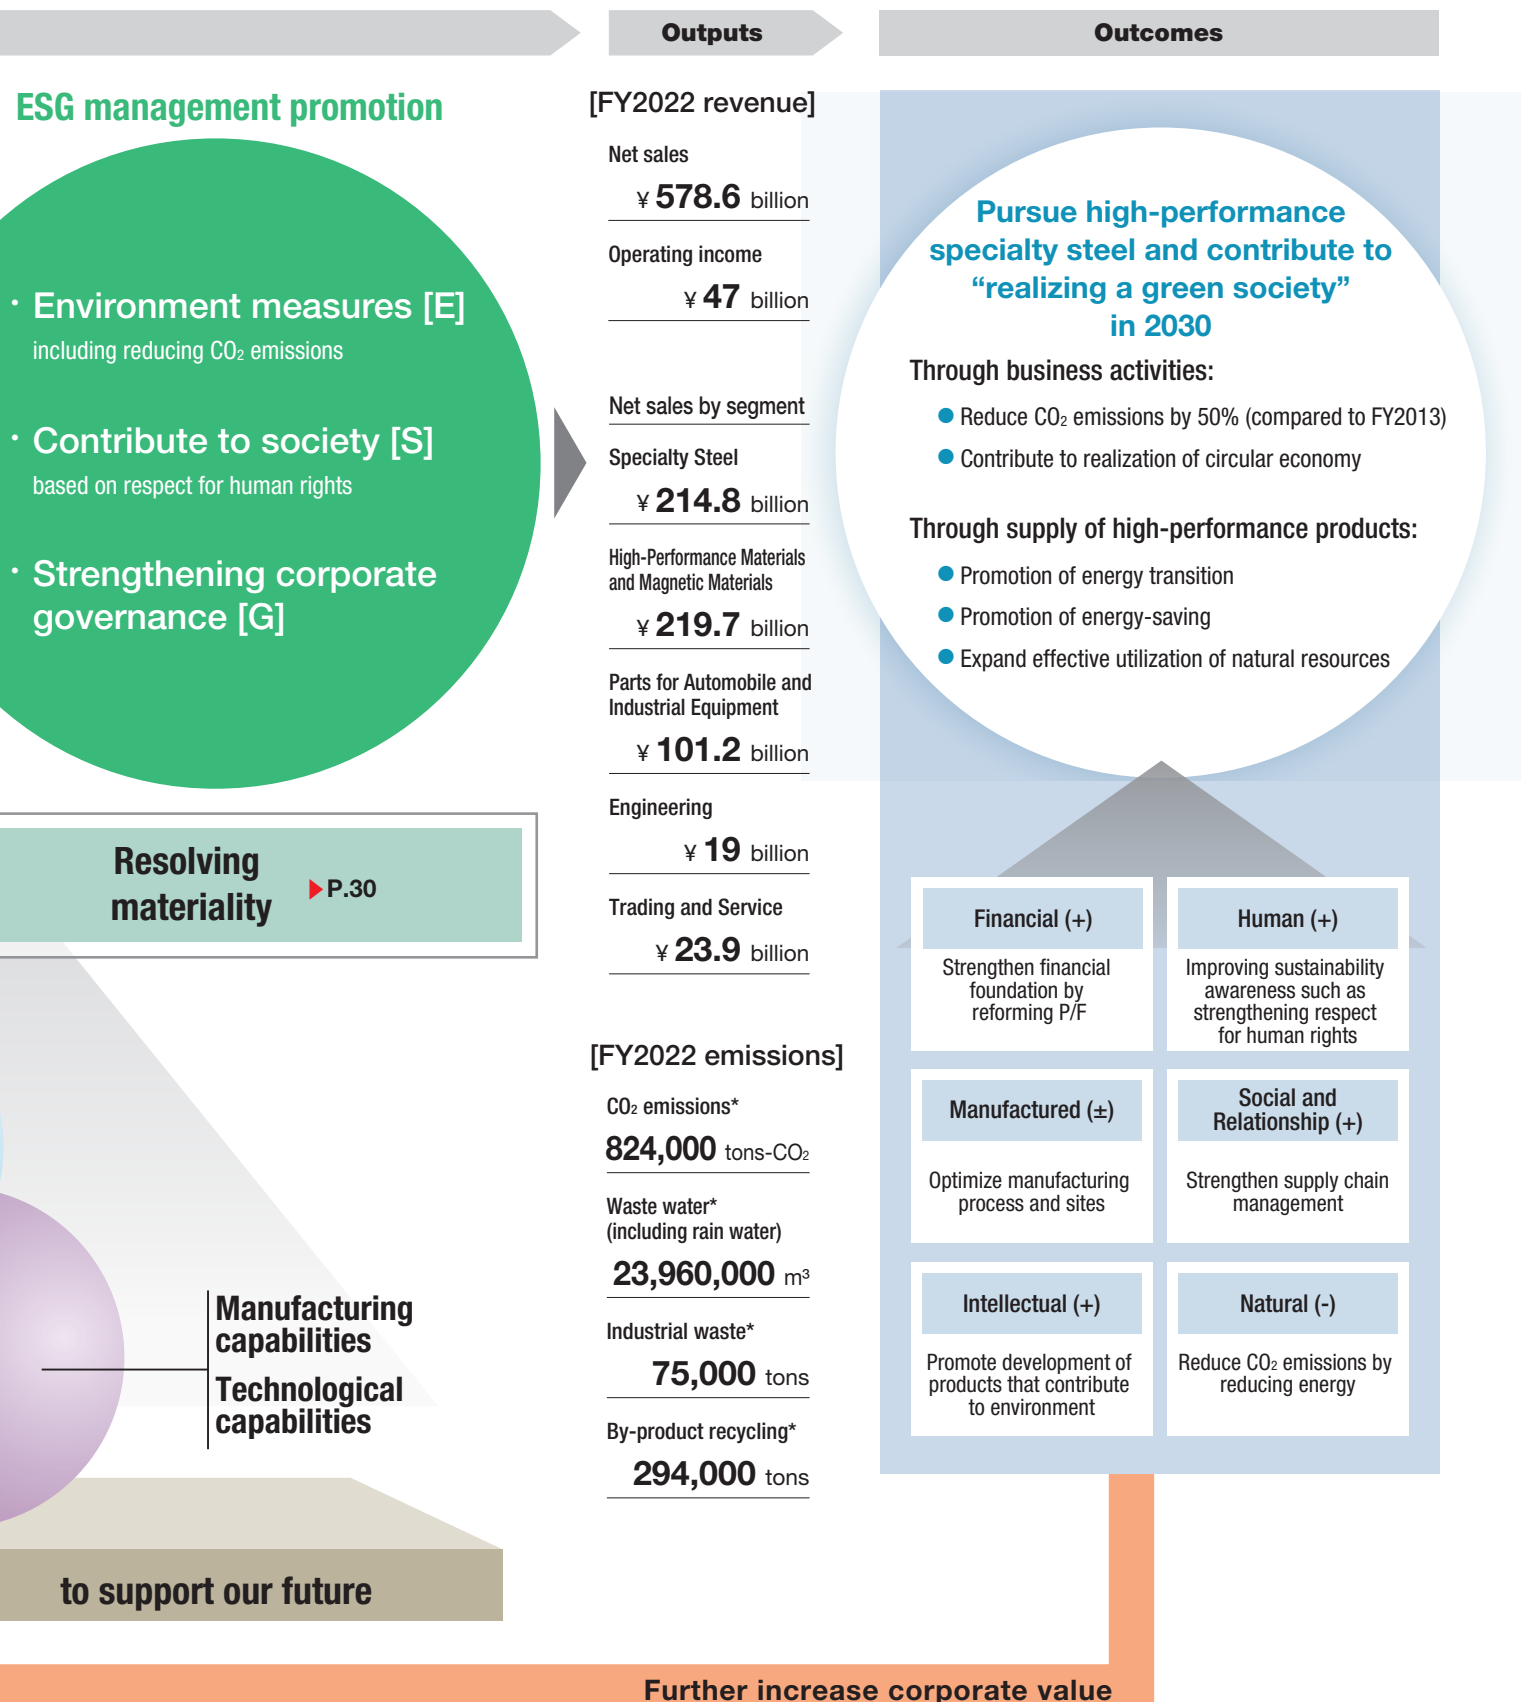 Outputs
Outcomes
ESG management promotion
・Environment measures [E]
including reducing CO₂ emissions
・Contribute to society [S]
based on respect for human rights
・Strengthening corporate
governance [G]
Resolving
materiality
P.30
Manufacturing
capabilities
Technological
capabilities
to support our future
[FY2022 revenue]
Net sales
¥ 578.6 billion
Operating income
¥ 47 billion
Net sales by segment
Specialty Steel
¥ 214.8 billion
High-Performance Materials
and Magnetic Materials
¥ 219.7 billion
Parts for Automobile and
Industrial Equipment
¥ 101.2 billion
Engineering
¥ 19 billion
Trading and Service
¥ 23.9 billion
[FY2022 emissions]
CO₂ emissions*
824,000 tons-CO₂
Waste water*
(including rain water)
23,960,000 m³
Industrial waste*
75,000 tons
By-product recycling*
294,000 tons
Pursue high-performance
specialty steel and contribute to
“realizing a green society”
in 2030
Through business activities:
● Reduce CO₂ emissions by 50% (compared to FY2013)
● Contribute to realization of circular economy
Through supply of high-performance products:
● Promotion of energy transition
● Promotion of energy-saving
● Expand effective utilization of natural resources
Financial (+)
Strengthen financial
foundation by
reforming P/F
Human (+)
Improving sustainability
awareness such as
strengthening respect
for human rights
Manufactured (±)
Optimize manufacturing
process and sites
Social and
Relationship (+)
Strengthen supply chain
management
Intellectual (+)
Promote development of
products that contribute
to environment
Natural (-)
Reduce CO₂ emissions by
reducing energy
Further increase corporate value